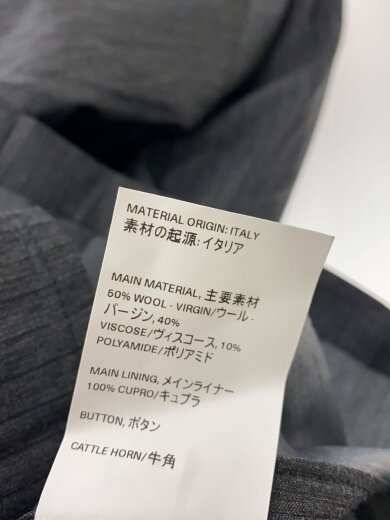 MATERIAL ORIGIN: ITALY
素材の起源: イタリア
MAIN MATERIAL, 主要素材
50% WOOL - VIRGIN/ウール -
バージン, 40%
VISCOSE/ヴィスコース, 10%
POLYAMIDE/ポリアミド
MAIN LINING, メインライナー
100% CUPRO/キュプラ
BUTTON, ボタン
CATTLE HORN/牛角